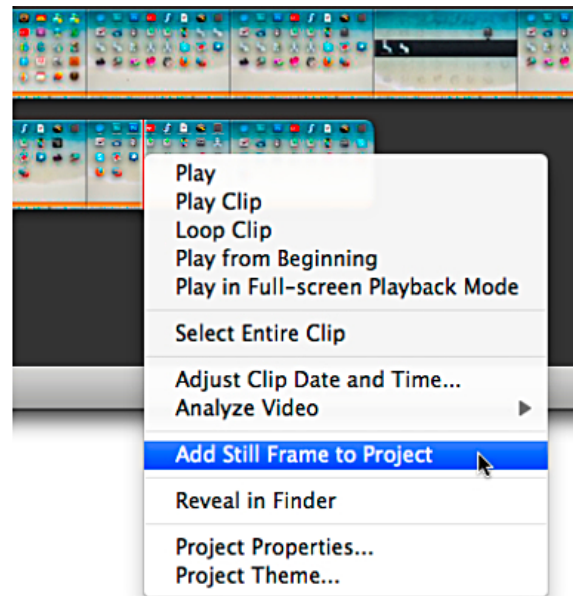 Play
Play Clip
Loop Clip
Play from Beginning
Play in Full-screen Playback Mode
Select Entire Clip
Adjust Clip Date and Time...
Analyze Video
Add Still Frame to Project
Reveal in Finder
Project Properties...
Project Theme...